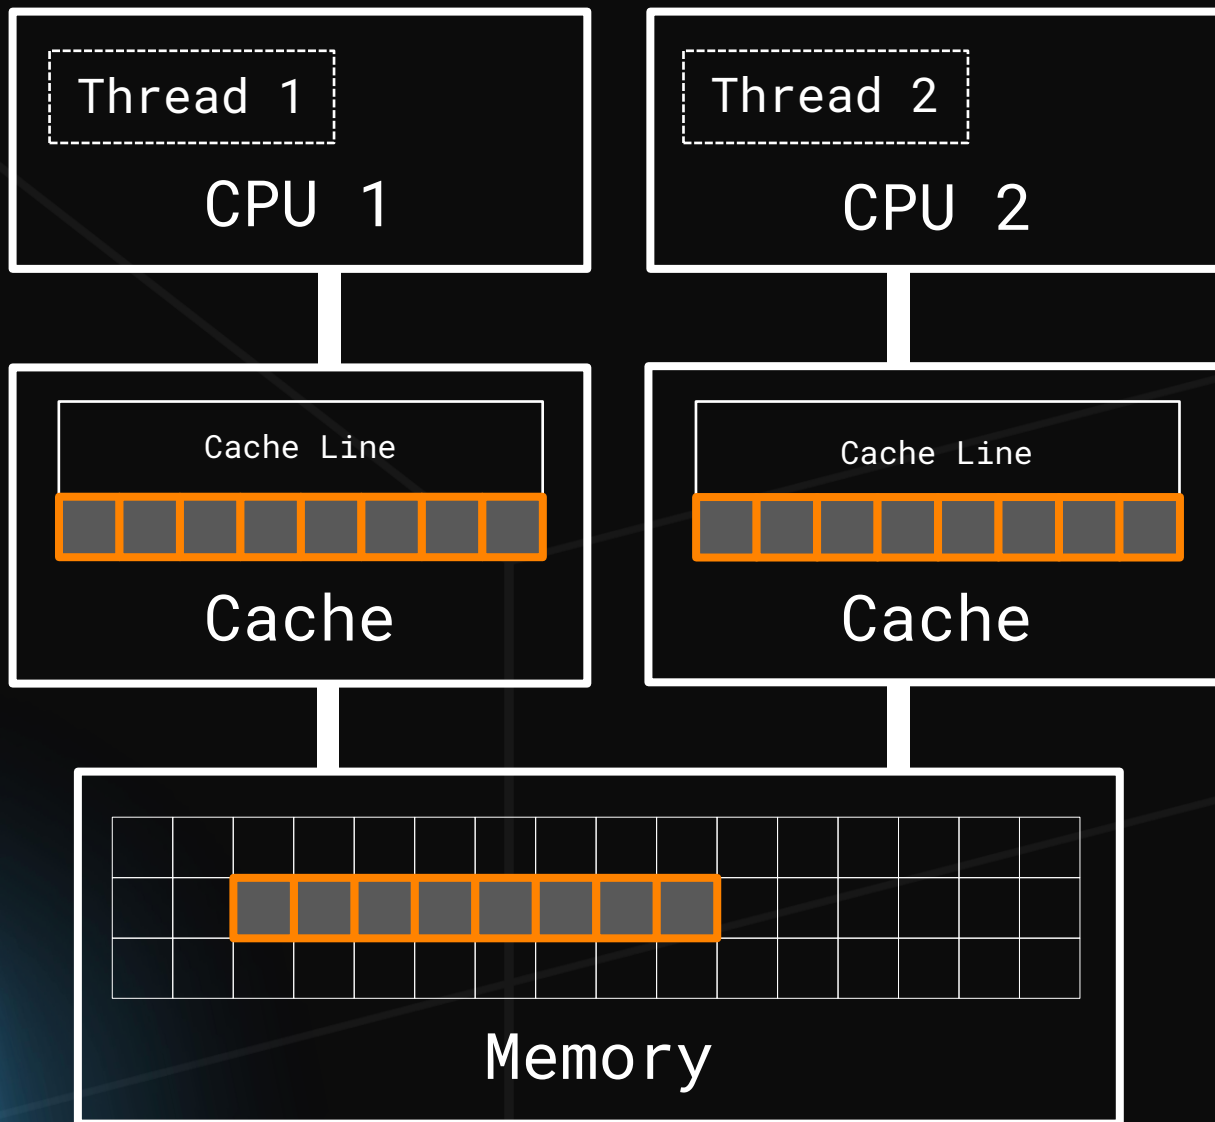 Thread 1
CPU 1
Thread 2
CPU 2
Cache Line
Cache
Cache Line
Cache
Memory